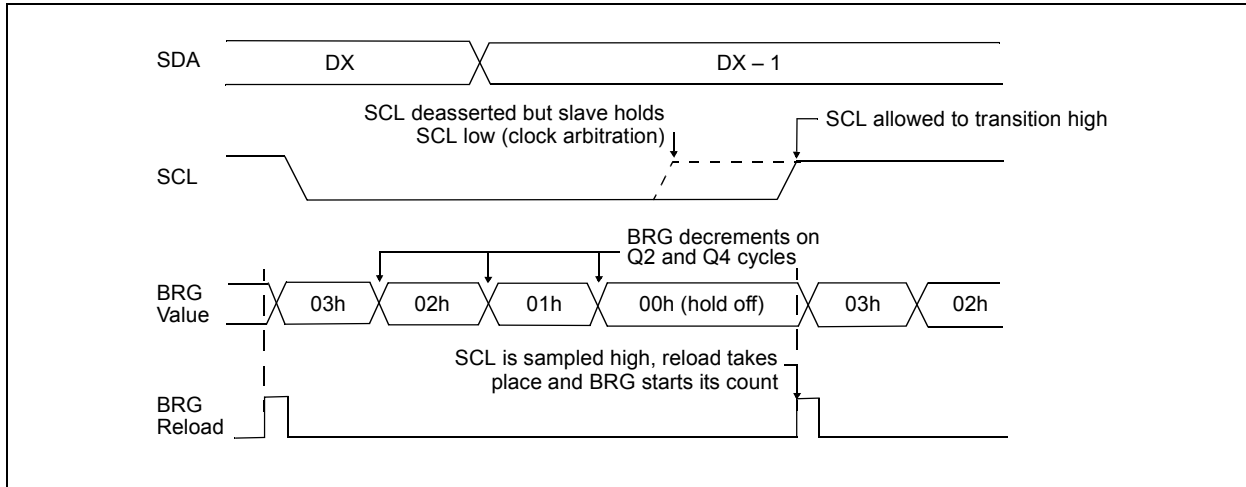 SDA
DX
DX – 1
SCL deasserted but slave holds
SCL low (clock arbitration)
SCL allowed to transition high
SCL
BRG decrements on
Q2 and Q4 cycles
BRG
Value
03h
02h
01h
00h (hold off)
03h
02h
SCL is sampled high, reload takes
place and BRG starts its count
BRG
Reload